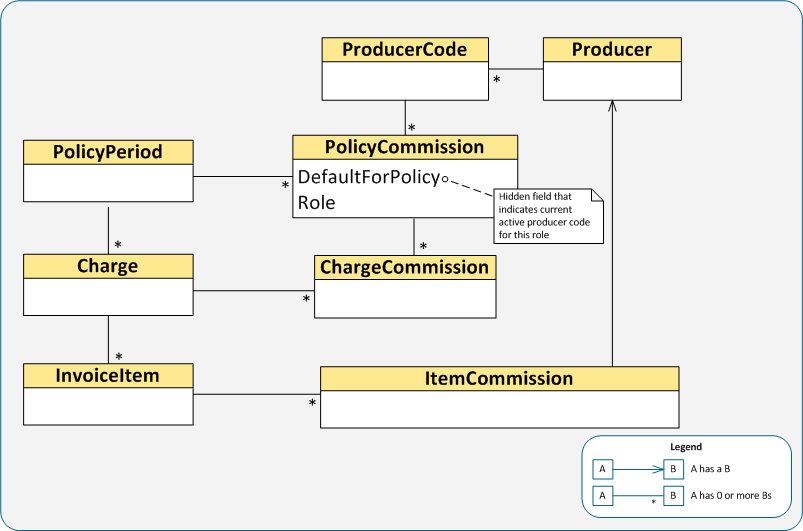 ProducerCode
Producer
*
*
PolicyPeriod
PolicyCommission
DefaultForPolicy
Role
*
Hidden field that
indicates current
active producer code
for this role
*
*
Charge
ChargeCommission
*
*
InvoiceItem
ItemCommission
*
Legend
A
B
A has a B
A
B
A has 0 or more Bs
*